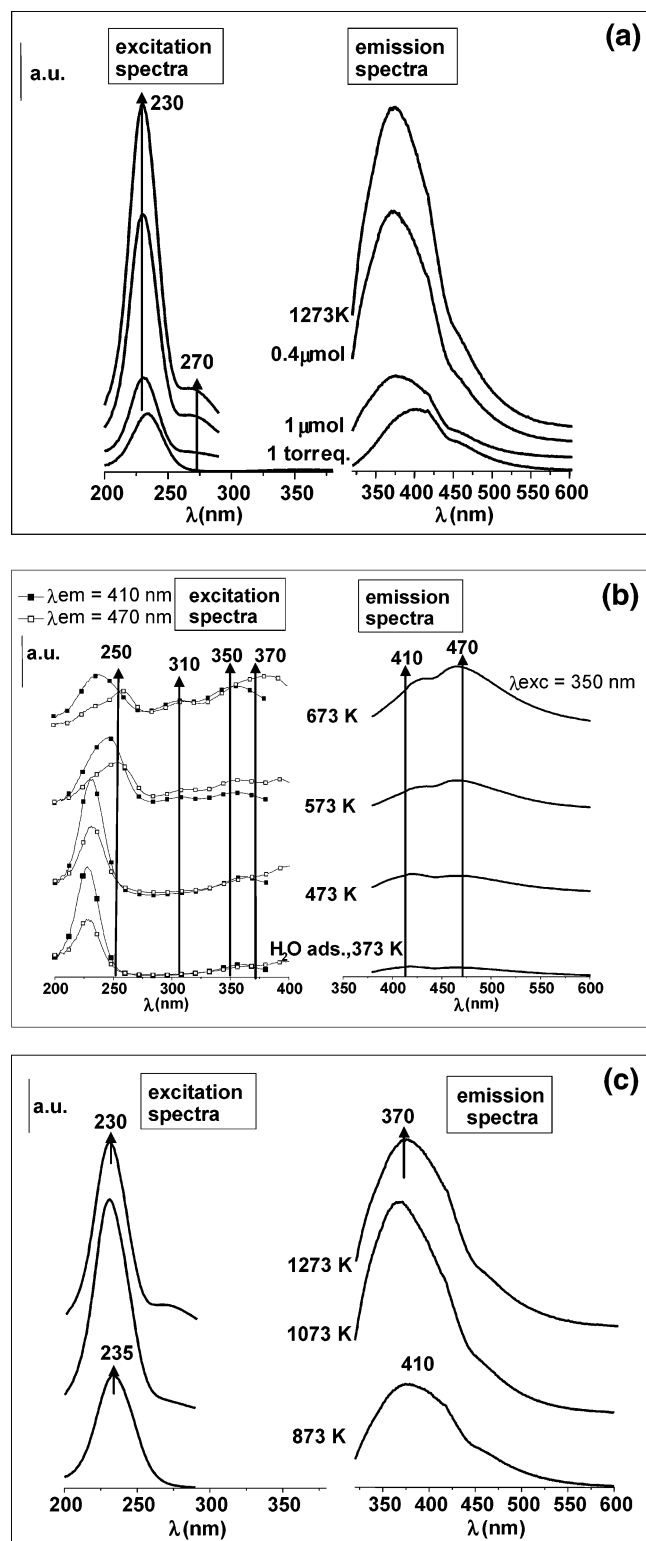 (a)
excitation
spectra
emission
spectra
a.u.
230
270
1273K
0.4μmol
1 μmol
1 torreq.
200 250 300 350
λ(nm)
350 400 450 500 550 600
λ(nm)
(b)
λem = 410 nm
λem = 470 nm
excitation
spectra
emission
spectra
a.u.
250
310
350
370
410
470
λexc = 350 nm
673 K
573 K
473 K
H2O ads.,373 K
200 250 300 350 400
λ(nm)
350 400 450 500 550 600
λ(nm)
(c)
excitation
spectra
emission
spectra
a.u.
230
370
1273 K
1073 K
235
410
873 K
200 250 300 350
λ(nm)
350 400 450 500 550 600
λ(nm)